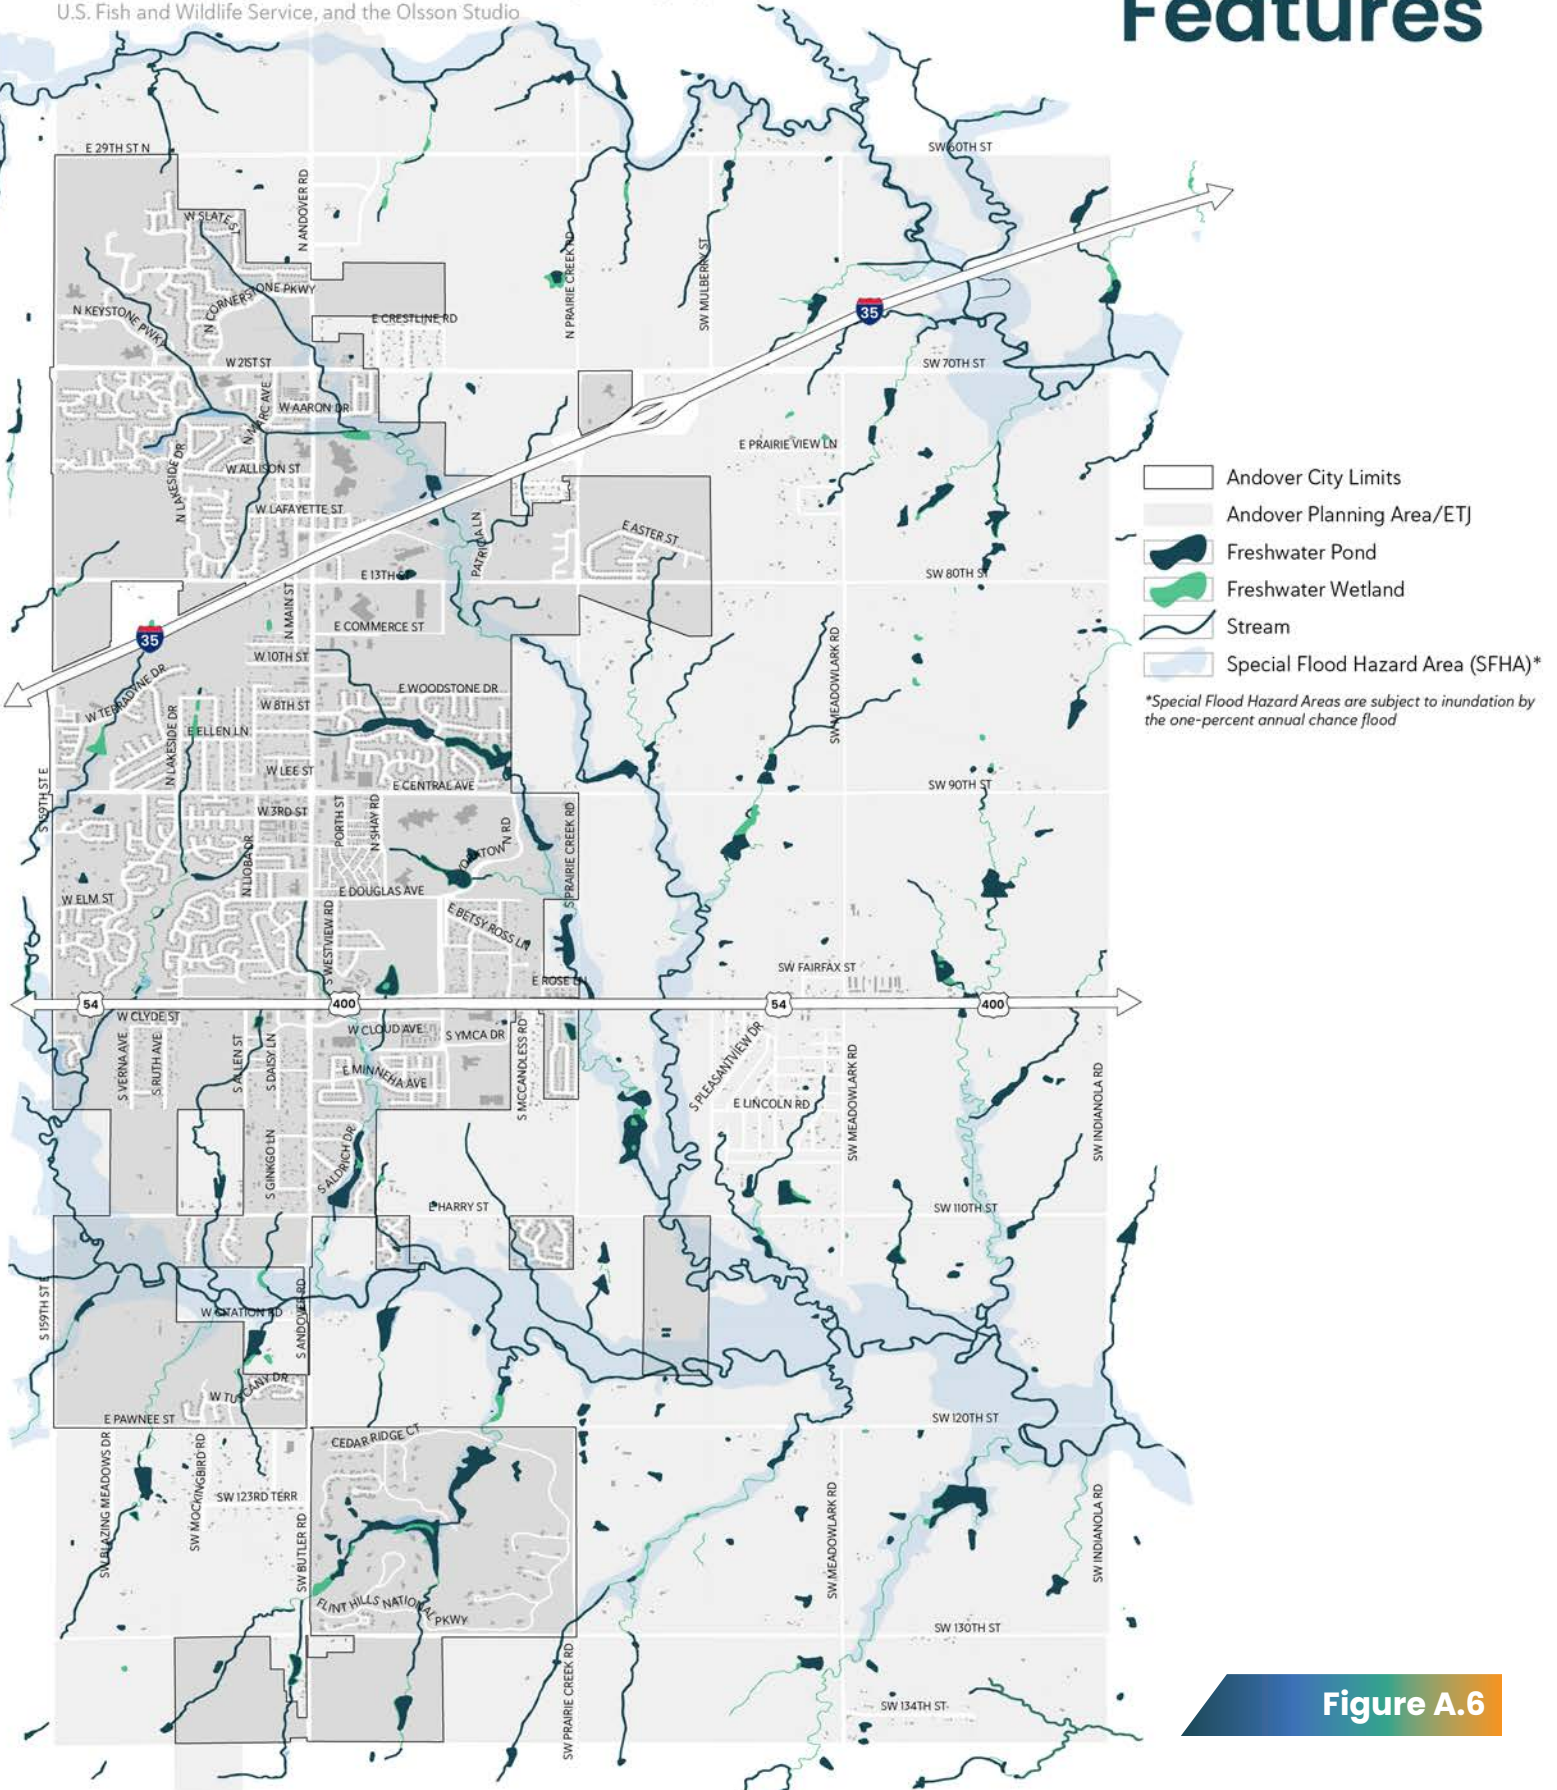 U.S. Fish and Wildlife Service, and the Olsson Studio
Features
E 29TH ST N
SW 60TH ST
N ANDOVER RD
W SLATE ST
N PRAIRIE CREEK RD
SW MULBERRY ST
N CORNERSTONE PKWY
N KEYSTONE PWKY
E CRESTLINE RD
35
W 21ST ST
SW 70TH ST
N MARC AVE
W AARON DR
E PRAIRIE VIEW LN
N LAKESIDE DR
W ALLISON ST
W LAFAYETTE ST
PATRICIA LN
E ASTER ST
E 13TH ST
SW 80TH ST
N MAIN ST
E COMMERCE ST
35
W 10TH ST
SW MEADOWLARK RD
W TERRADYNE DR
E WOODSTONE DR
W 8TH ST
N LAKESIDE DR
E ELLEN LN
W LEE ST
E CENTRAL AVE
SW 90TH ST
S 159TH ST E
W 3RD ST
PORTH ST
N SHAY RD
YORKTOWN RD
S PRAIRIE CREEK RD
N LIOBA DR
W ELM ST
E DOUGLAS AVE
E BETSY ROSS LN
S WESTVIEW RD
SW FAIRFAX ST
E ROSE LN
54
400
54
400
W CLYDE ST
W CLOUD AVE
S YMCA DR
S VERNA AVE
S RUTH AVE
S ALLEN ST
S DAISY LN
E MINNEHA AVE
S MCCANDLESS RD
S PLEASANTVIEW DR
E LINCOLN RD
SW MEADOWLARK RD
SW INDIANOLA RD
S GINKGO LN
S ALDRICH DR
E HARRY ST
SW 110TH ST
S 159TH ST E
W CITATION RD
S ANDOVER RD
W TUSCANY DR
E PAWNEE ST
SW 120TH ST
CEDAR RIDGE CT
SW BLAZING MEADOWS DR
SW MOCKINGBIRD RD
SW 123RD TERR
SW BUTLER RD
SW MEADOWLARK RD
SW INDIANOLA RD
FLINT HILLS NATIONAL PKWY
SW 130TH ST
SW PRAIRIE CREEK RD
SW 134TH ST
Andover City Limits
Andover Planning Area/ETJ
Freshwater Pond
Freshwater Wetland
Stream
Special Flood Hazard Area (SFHA)*
*Special Flood Hazard Areas are subject to inundation by
the one-percent annual chance flood
Figure A.6